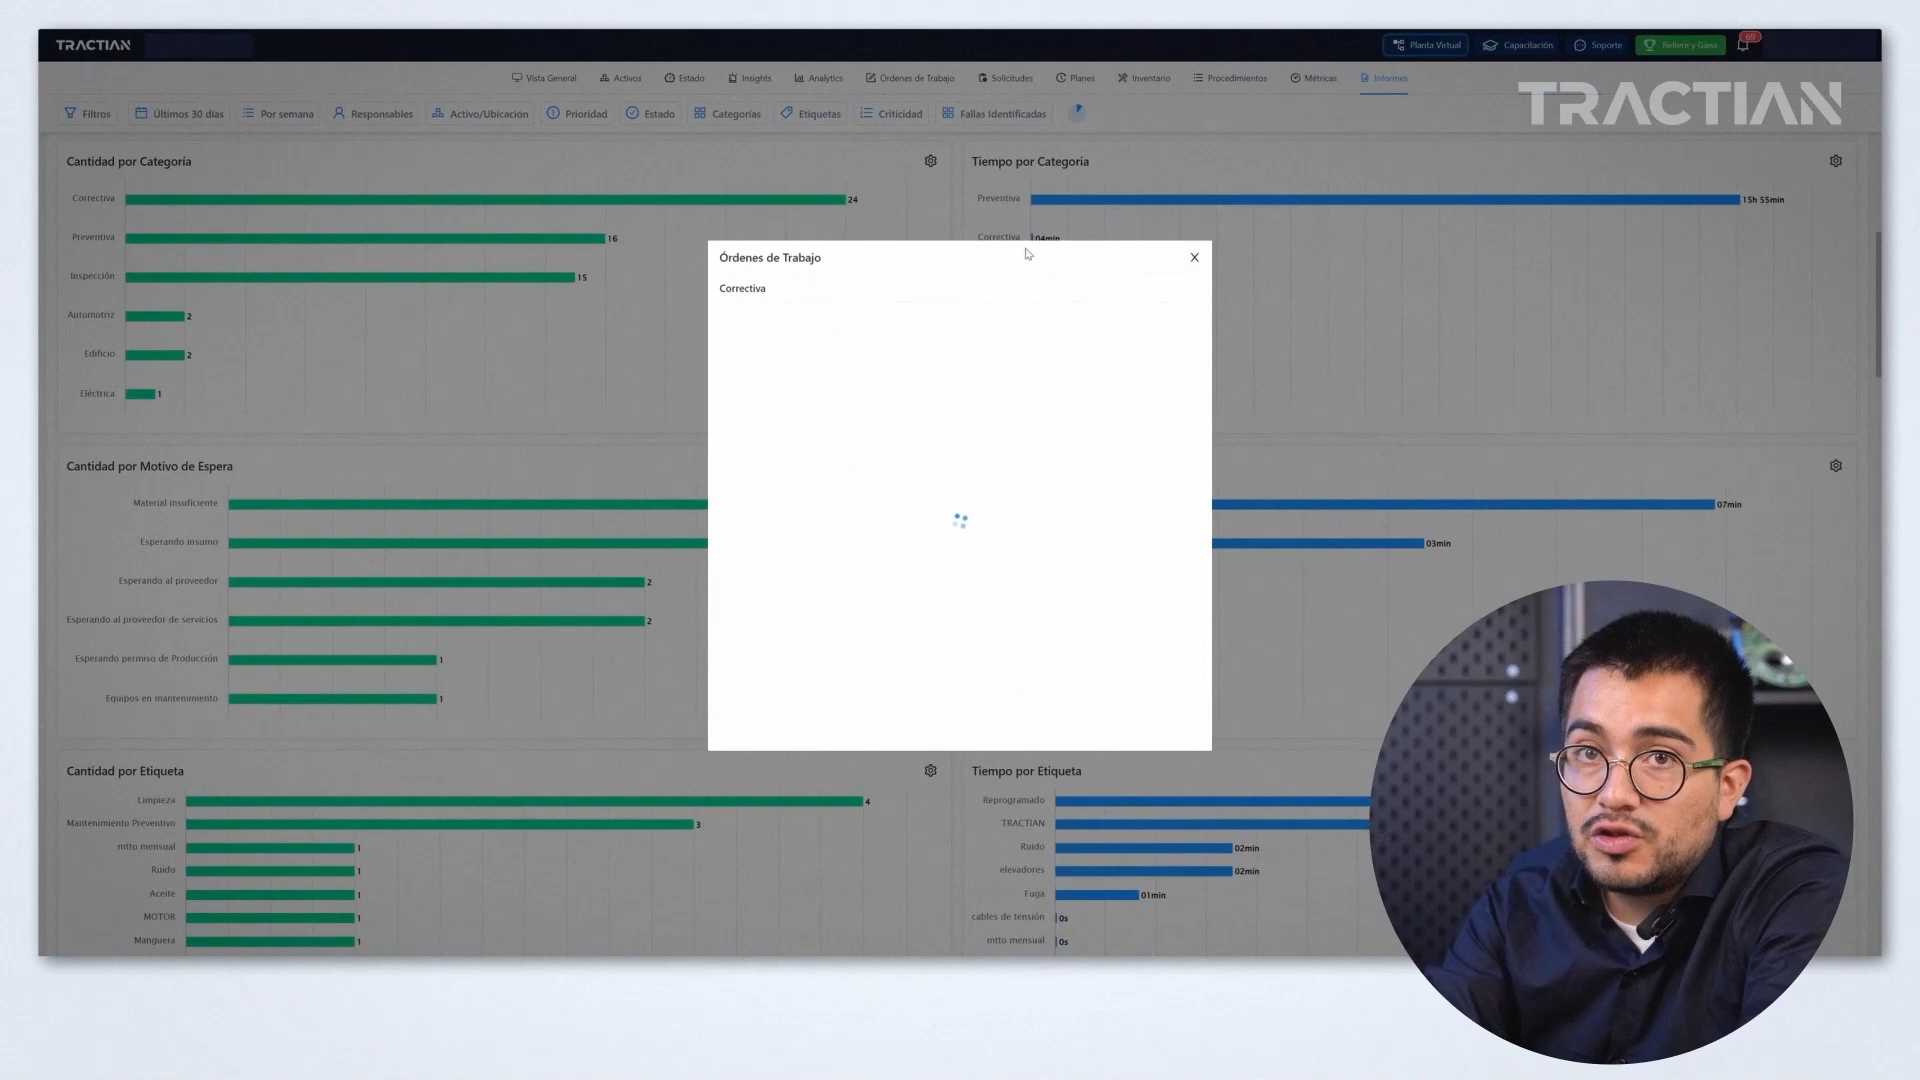 TRACTIAN
Planta Virtual
Capacitación
Soporte
Refiere y Gana
69
Vista General
Activos
Estado
Insights
Analytics
Órdenes de Trabajo
Solicitudes
Planes
Inventario
Procedimientos
Métricas
Informes
TRACTIAN
Filtros
Últimos 30 días
Por semana
Responsables
Activo/Ubicación
Prioridad
Estado
Categorías
Etiquetas
Criticidad
Fallas Identificadas
Cantidad por Categoría
Correctiva 24
Preventiva 16
Inspección 15
Automotriz 2
Edificio 2
Eléctrica 1
Tiempo por Categoría
Preventiva 15h 55min
Correctiva 04min
Órdenes de Trabajo X
Correctiva
Cantidad por Motivo de Espera
Material insuficiente
Esperando insumo
Esperando al proveedor 2
Esperando al proveedor de servicios 2
Esperando permiso de Producción 1
Equipos en mantenimiento 1
07min
03min
Cantidad por Etiqueta
Limpieza 4
Mantenimiento Preventivo 3
mtto mensual 1
Ruido 1
Aceite 1
MOTOR 1
Manguera 1
Tiempo por Etiqueta
Reprogramado
TRACTIAN
Ruido 02min
elevadores 02min
Fuga 01min
cables de tensión 0s
mtto mensual 0s